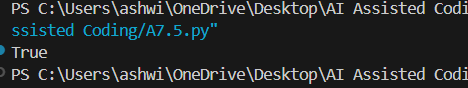 PS C:\Users\ashwi\OneDrive\Desktop\AI Assisted Codi
ssisted Coding/A7.5.py"
True
PS C:\Users\ashwi\OneDrive\Desktop\AI Assisted Codi